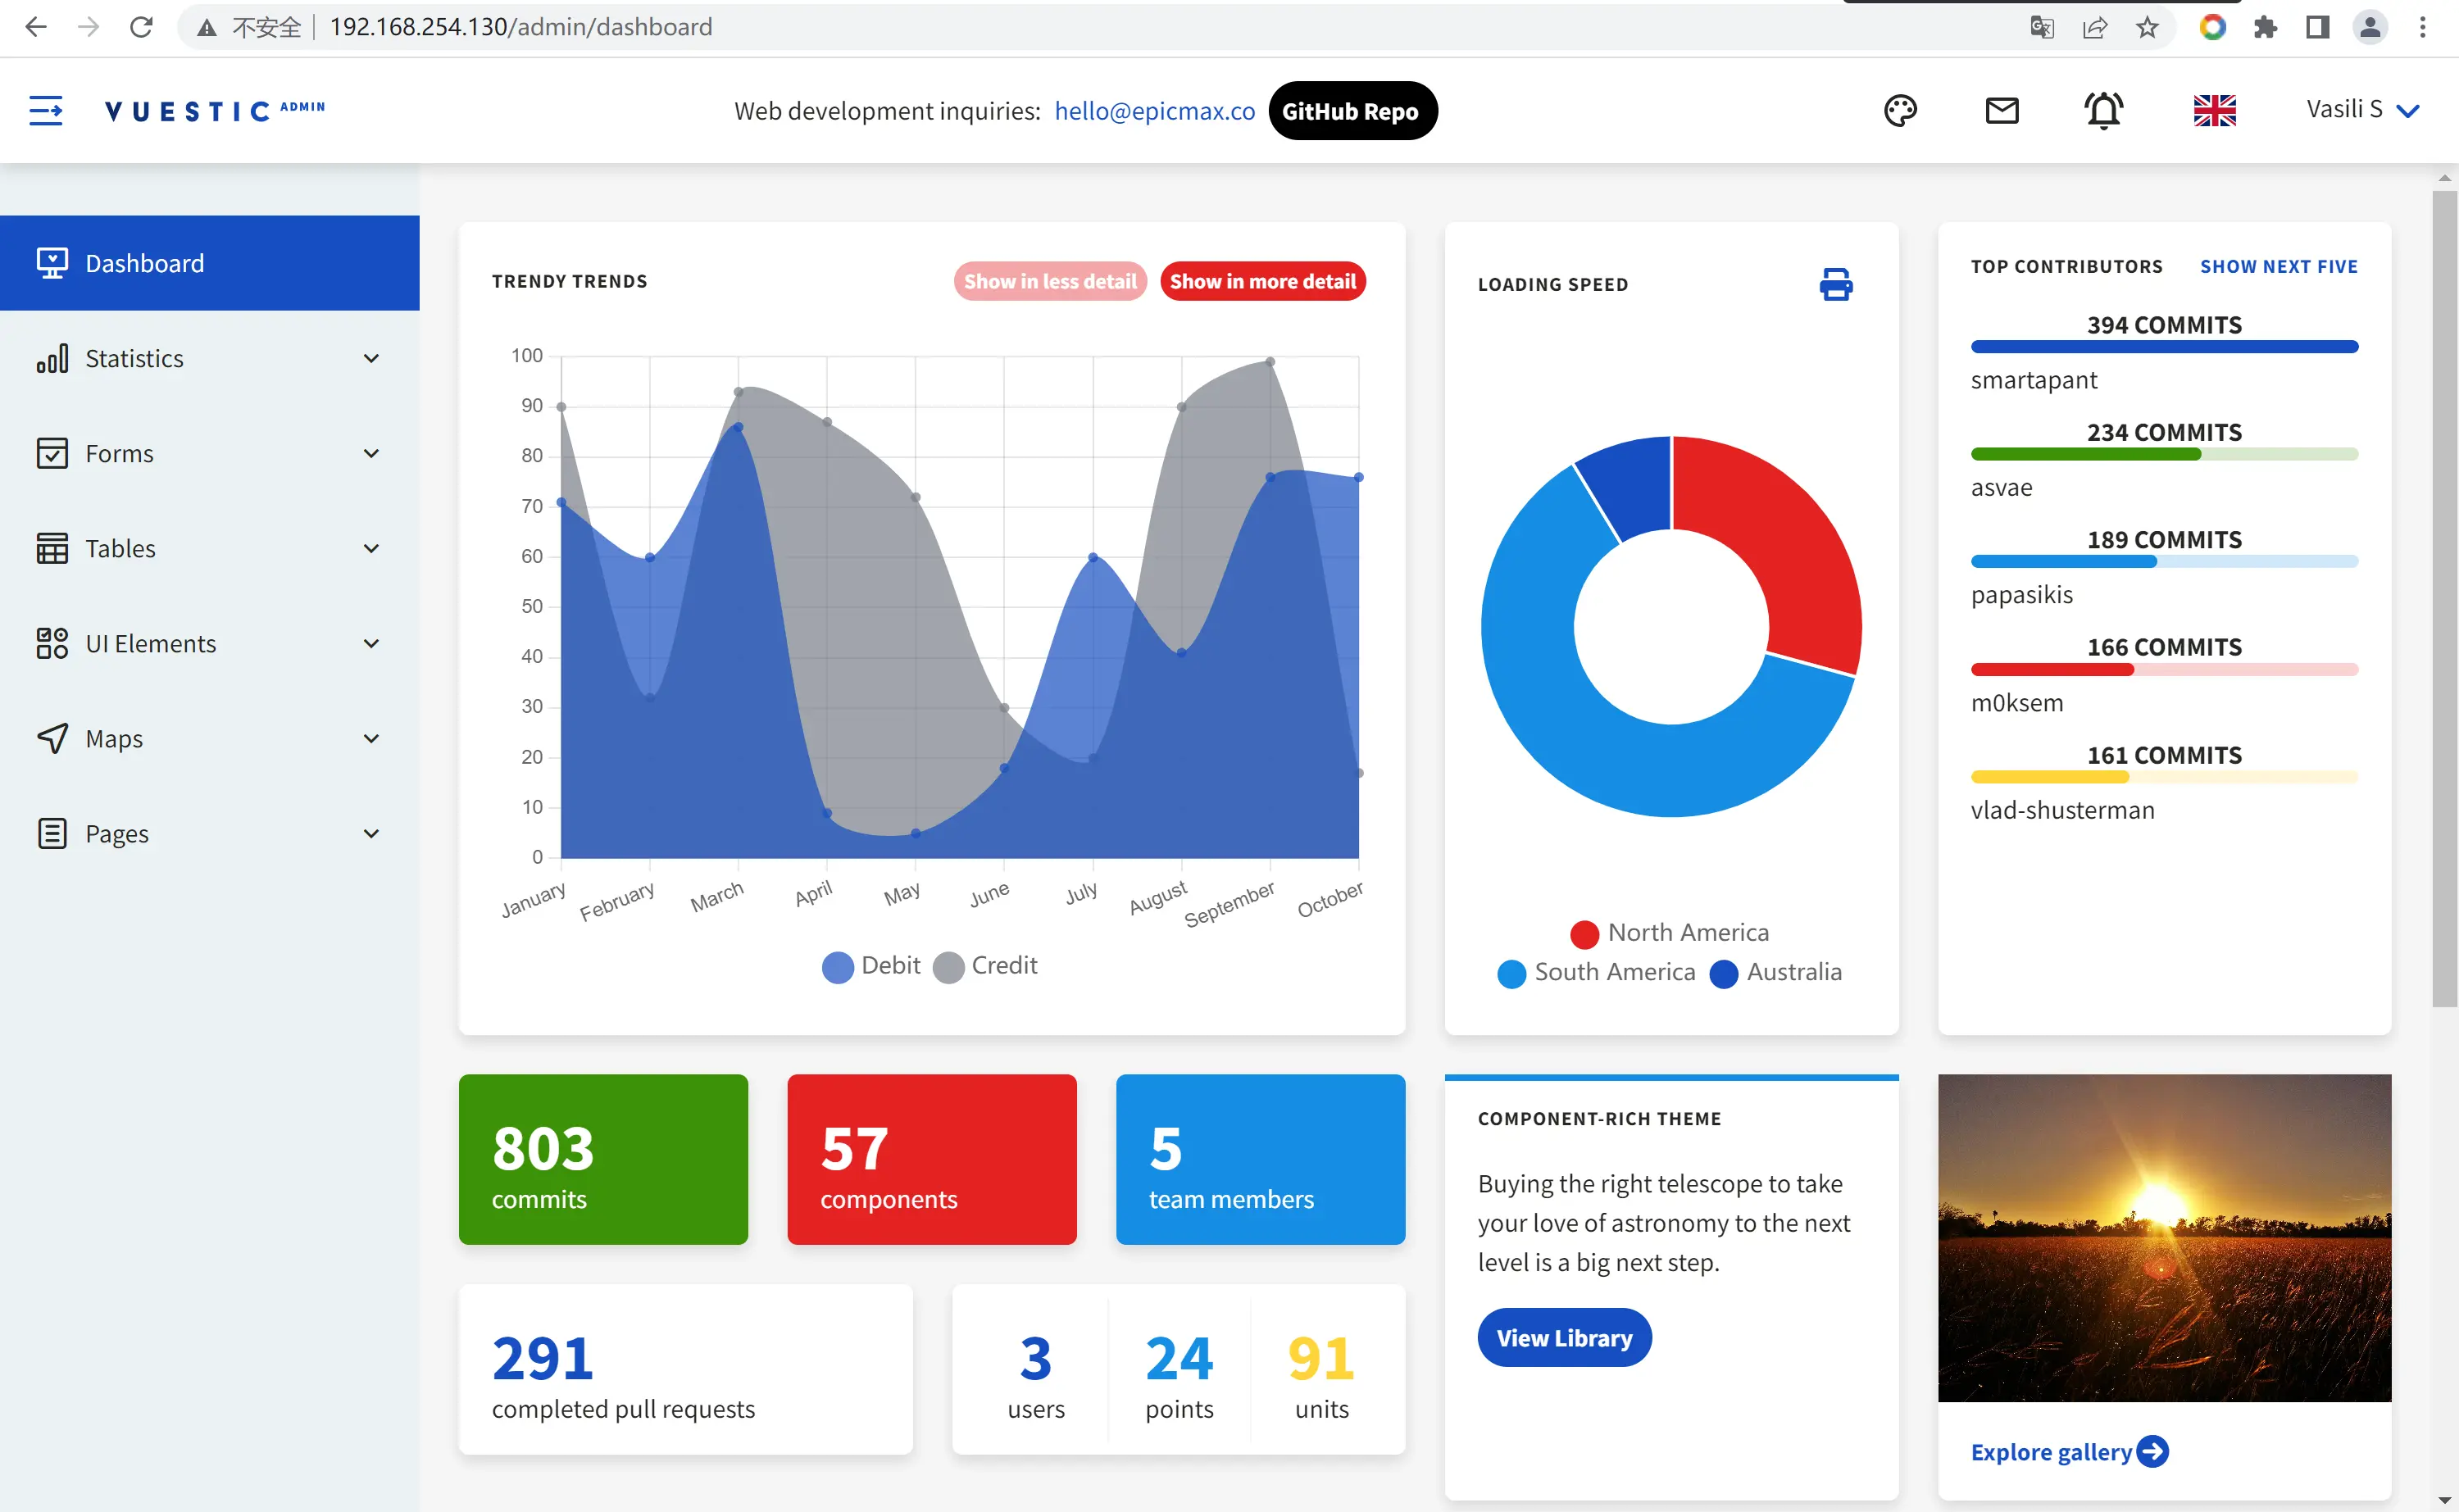 不安全 192.168.254.130/admin/dashboard
VUESTIC ADMIN
Web development inquiries: hello@epicmax.co GitHub Repo
Vasili S
Dashboard
Statistics
Forms
Tables
UI Elements
Maps
Pages
TRENDY TRENDS
Show in less detail Show in more detail
100
90
80
70
60
50
40
30
20
10
0
January February March April May June July August September October
Debit Credit
LOADING SPEED
North America
South America Australia
TOP CONTRIBUTORS SHOW NEXT FIVE
394 COMMITS
smartapant
234 COMMITS
asvae
189 COMMITS
papasikis
166 COMMITS
m0ksem
161 COMMITS
vlad-shusterman
803
commits
57
components
5
team members
291
completed pull requests
3
users
24
points
91
units
COMPONENT-RICH THEME
Buying the right telescope to take
your love of astronomy to the next
level is a big next step.
View Library
Explore gallery